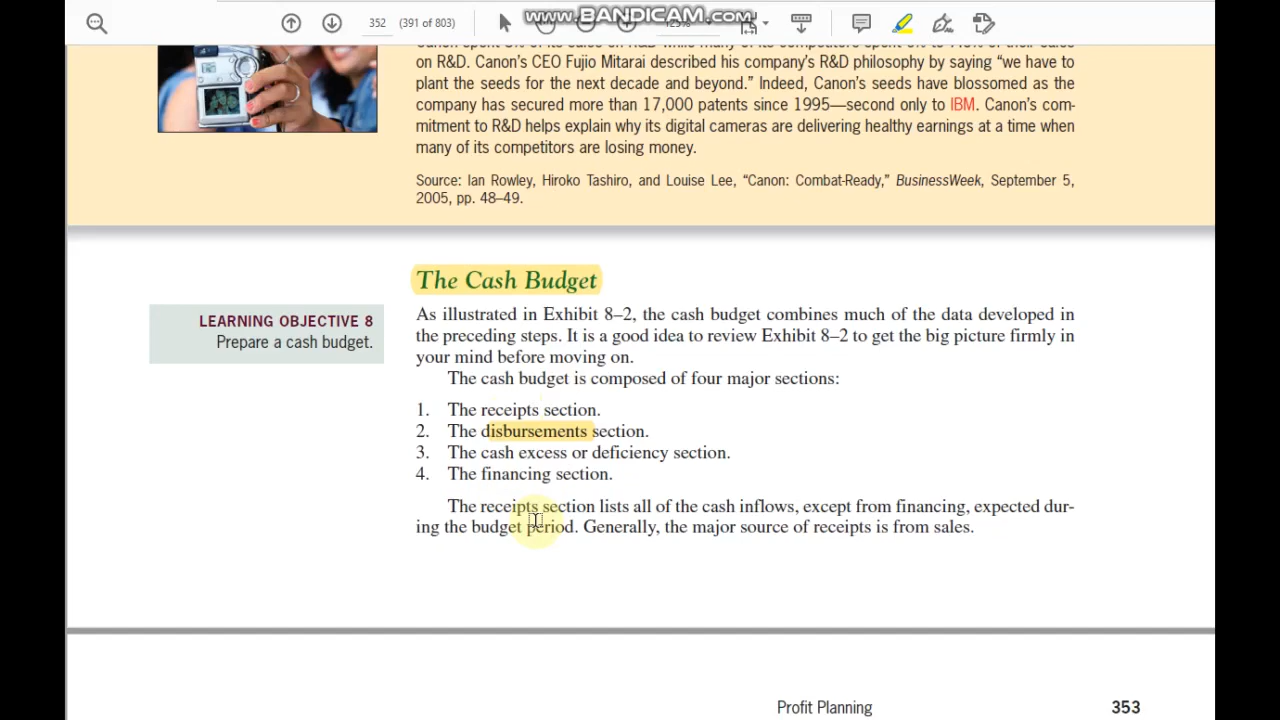 352 (391 of 803)
www.BANDICAM.com
on R&D. Canon's CEO Fujio Mitarai described his company's R&D philosophy by saying “we have to
plant the seeds for the next decade and beyond.” Indeed, Canon's seeds have blossomed as the
company has secured more than 17,000 patents since 1995—second only to IBM. Canon's com-
mitment to R&D helps explain why its digital cameras are delivering healthy earnings at a time when
many of its competitors are losing money.
Source: Ian Rowley, Hiroko Tashiro, and Louise Lee, “Canon: Combat-Ready,” BusinessWeek, September 5,
2005, pp. 48–49.
The Cash Budget
LEARNING OBJECTIVE 8
Prepare a cash budget.
As illustrated in Exhibit 8–2, the cash budget combines much of the data developed in
the preceding steps. It is a good idea to review Exhibit 8–2 to get the big picture firmly in
your mind before moving on.
The cash budget is composed of four major sections:
1. The receipts section.
2. The disbursements section.
3. The cash excess or deficiency section.
4. The financing section.
The receipts section lists all of the cash inflows, except from financing, expected dur-
ing the budget period. Generally, the major source of receipts is from sales.
Profit Planning 353